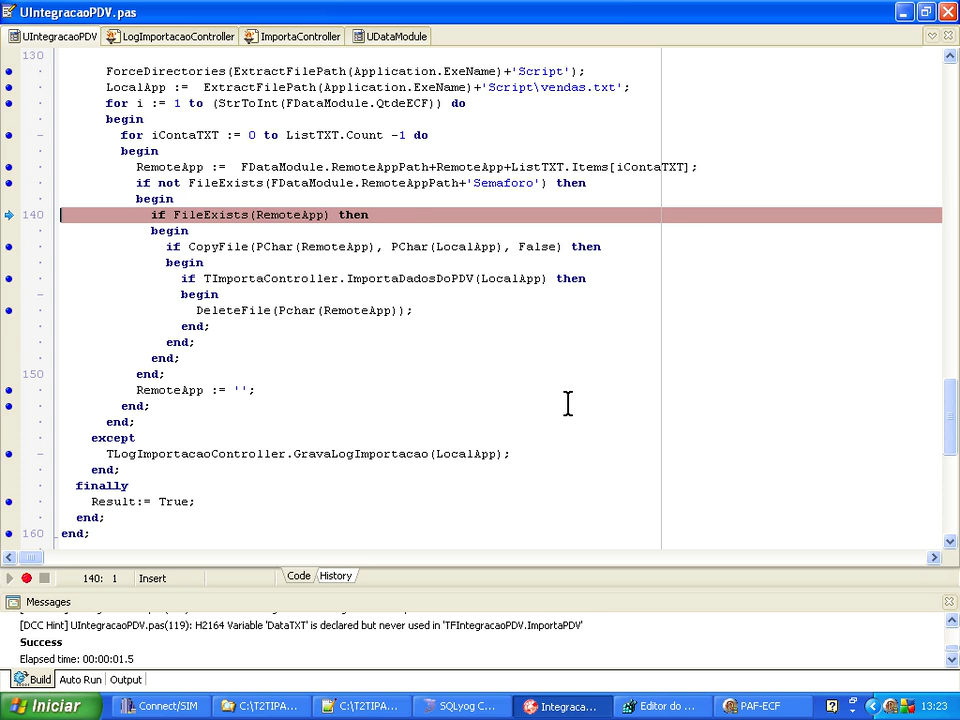 UIntegracaoPDV.pas
UIntegracaoPDV LogImportacaoController ImportaController UDataModule
130
ForceDirectories(ExtractFilePath(Application.ExeName)+'Script');
LocalApp := ExtractFilePath(Application.ExeName)+'Script\vendas.txt';
for i := 1 to (StrToInt(FDataModule.QtdeECF)) do
begin
for iContaTXT := 0 to ListTXT.Count -1 do
begin
RemoteApp := FDataModule.RemoteAppPath+RemoteApp+ListTXT.Items[iContaTXT];
if not FileExists(FDataModule.RemoteAppPath+'Semaforo') then
begin
140 if FileExists(RemoteApp) then
begin
if CopyFile(PChar(RemoteApp), PChar(LocalApp), False) then
begin
if TImportaController.ImportaDadosDoPDV(LocalApp) then
begin
DeleteFile(Pchar(RemoteApp));
end;
end;
end;
150 end;
RemoteApp := '';
end;
end;
except
TLogImportacaoController.GravaLogImportacao(LocalApp);
end;
finally
Result:= True;
end;
160 end;
140: 1 Insert Code History
Messages
[DCC Hint] UIntegracaoPDV.pas(119): H2164 Variable 'DataTXT' is declared but never used in 'TFIntegracaoPDV.ImportaPDV'
Success
Elapsed time: 00:00:01.5
Build Auto Run Output
Iniciar Connect/SIM C:\T2TIPA... C:\T2TIPA... SQLyog C... Integraca... Editor do ... PAF-ECF 13:23